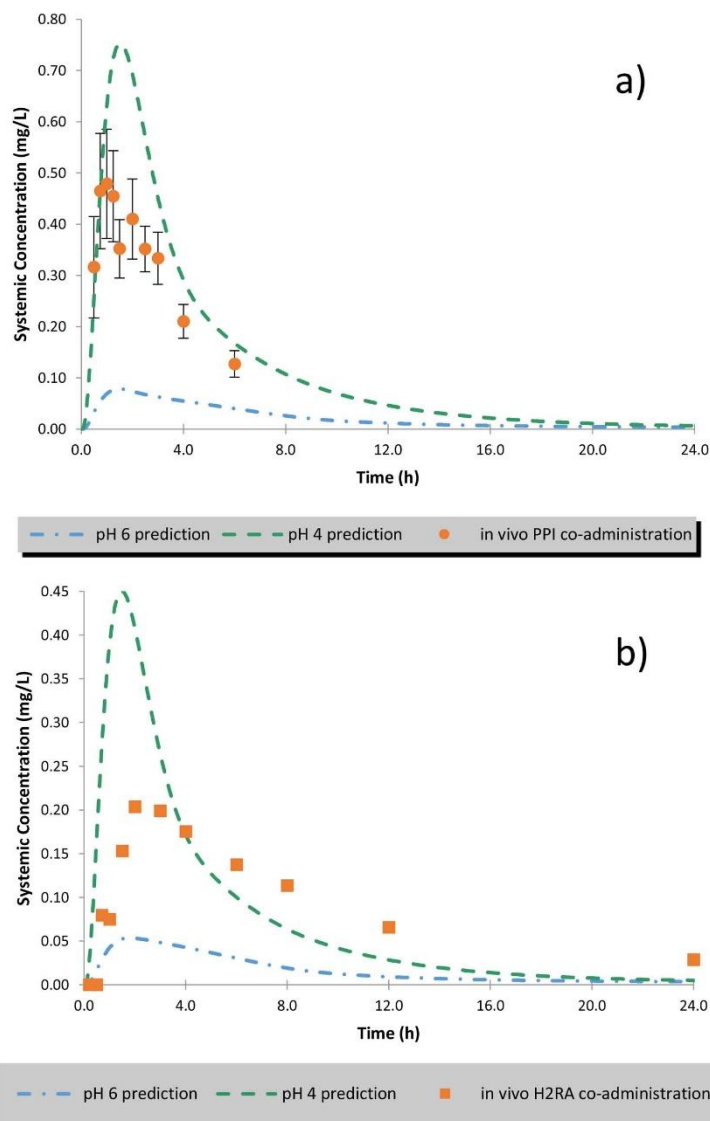 a)
Systemic Concentration (mg/L)
0.80
0.70
0.60
0.50
0.40
0.30
0.20
0.10
0.00
0.0 4.0 8.0 12.0 16.0 20.0 24.0
Time (h)
pH 6 prediction pH 4 prediction in vivo PPI co-administration
b)
Systemic Concentration (mg/L)
0.45
0.40
0.35
0.30
0.25
0.20
0.15
0.10
0.05
0.00
0.0 4.0 8.0 12.0 16.0 20.0 24.0
Time (h)
pH 6 prediction pH 4 prediction in vivo H2RA co-administration